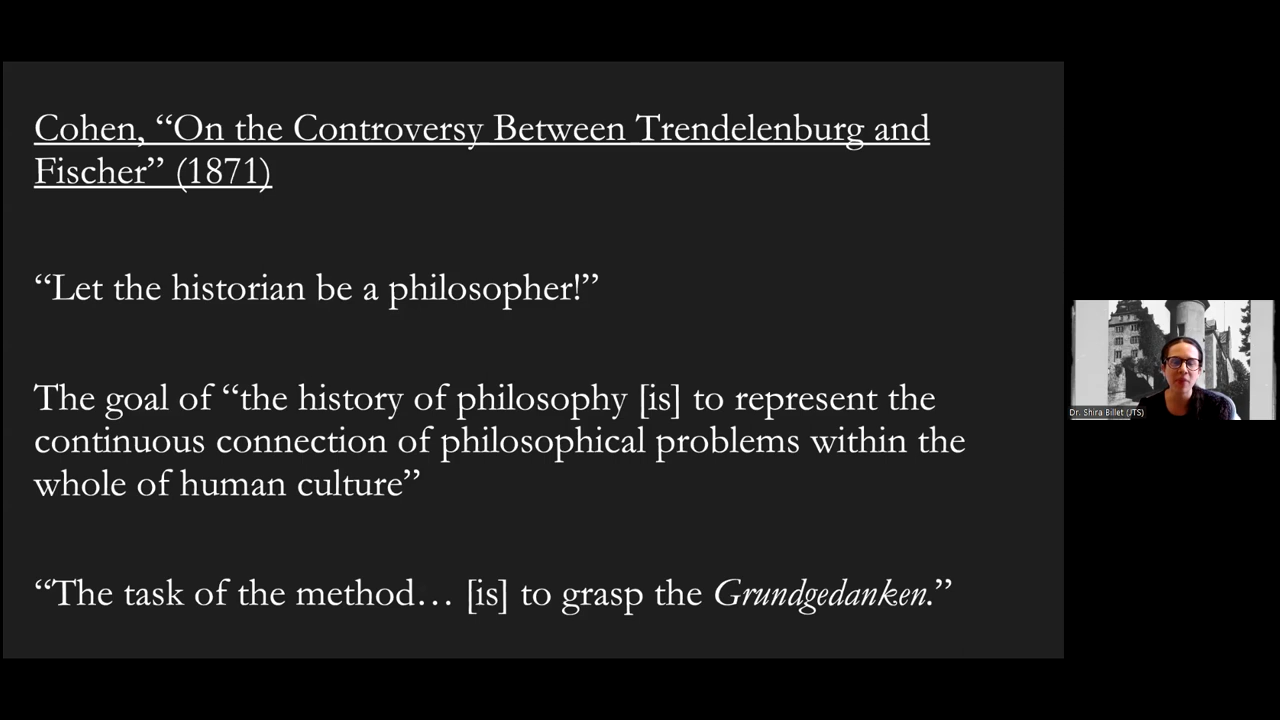 Cohen, “On the Controversy Between Trendelenburg and
Fischer” (1871)
“Let the historian be a philosopher!”
The goal of “the history of philosophy [is] to represent the
continuous connection of philosophical problems within the
whole of human culture”
“The task of the method… [is] to grasp the Grundgedanken.”
Dr. Shira Billet (JTS)